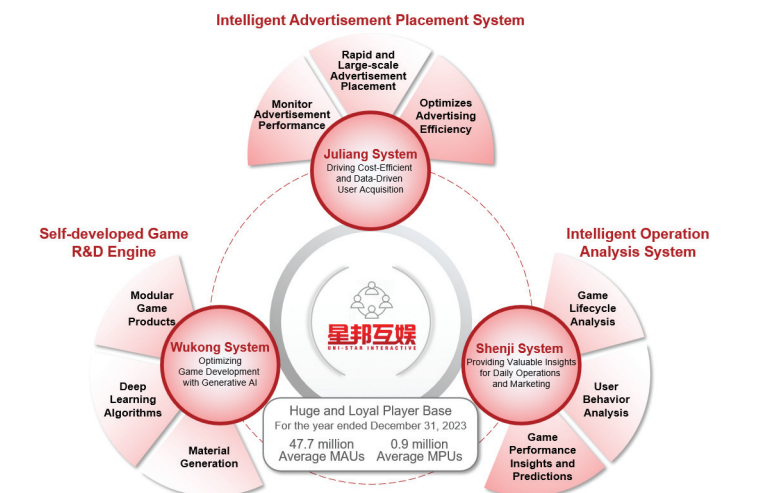 Intelligent Advertisement Placement System
Rapid and
Large-scale
Advertisement
Placement
Monitor
Advertisement
Performance
Optimizes
Advertising
Efficiency
Juliang System
Driving Cost-Efficient
and Data-Driven
User Acquisition
Self-developed Game
R&D Engine
Intelligent Operation
Analysis System
Modular
Game
Products
Wukong System
Optimizing
Game Development
with Generative AI
Deep
Learning
Algorithms
Material
Generation
星邦互娱
UNI-STAR INTERACTIVE
Game
Lifecycle
Analysis
Shenji System
Providing Valuable Insights
for Daily Operations
and Marketing
User
Behavior
Analysis
Game
Performance
Insights and
Predictions
Huge and Loyal Player Base
For the year ended December 31, 2023
47.7 million 0.9 million
Average MAUs Average MPUs